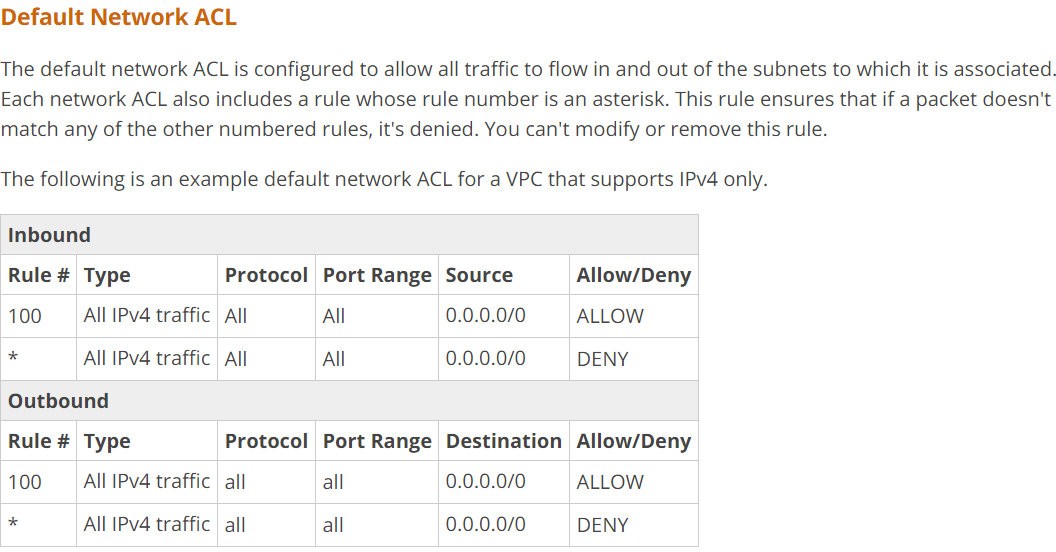 Default Network ACL
The default network ACL is configured to allow all traffic to flow in and out of the subnets to which it is associated.
Each network ACL also includes a rule whose rule number is an asterisk. This rule ensures that if a packet doesn't
match any of the other numbered rules, it's denied. You can't modify or remove this rule.
The following is an example default network ACL for a VPC that supports IPv4 only.
Inbound
Rule # Type Protocol Port Range Source Allow/Deny
100 All IPv4 traffic All All 0.0.0.0/0 ALLOW
* All IPv4 traffic All All 0.0.0.0/0 DENY
Outbound
Rule # Type Protocol Port Range Destination Allow/Deny
100 All IPv4 traffic all all 0.0.0.0/0 ALLOW
* All IPv4 traffic all all 0.0.0.0/0 DENY